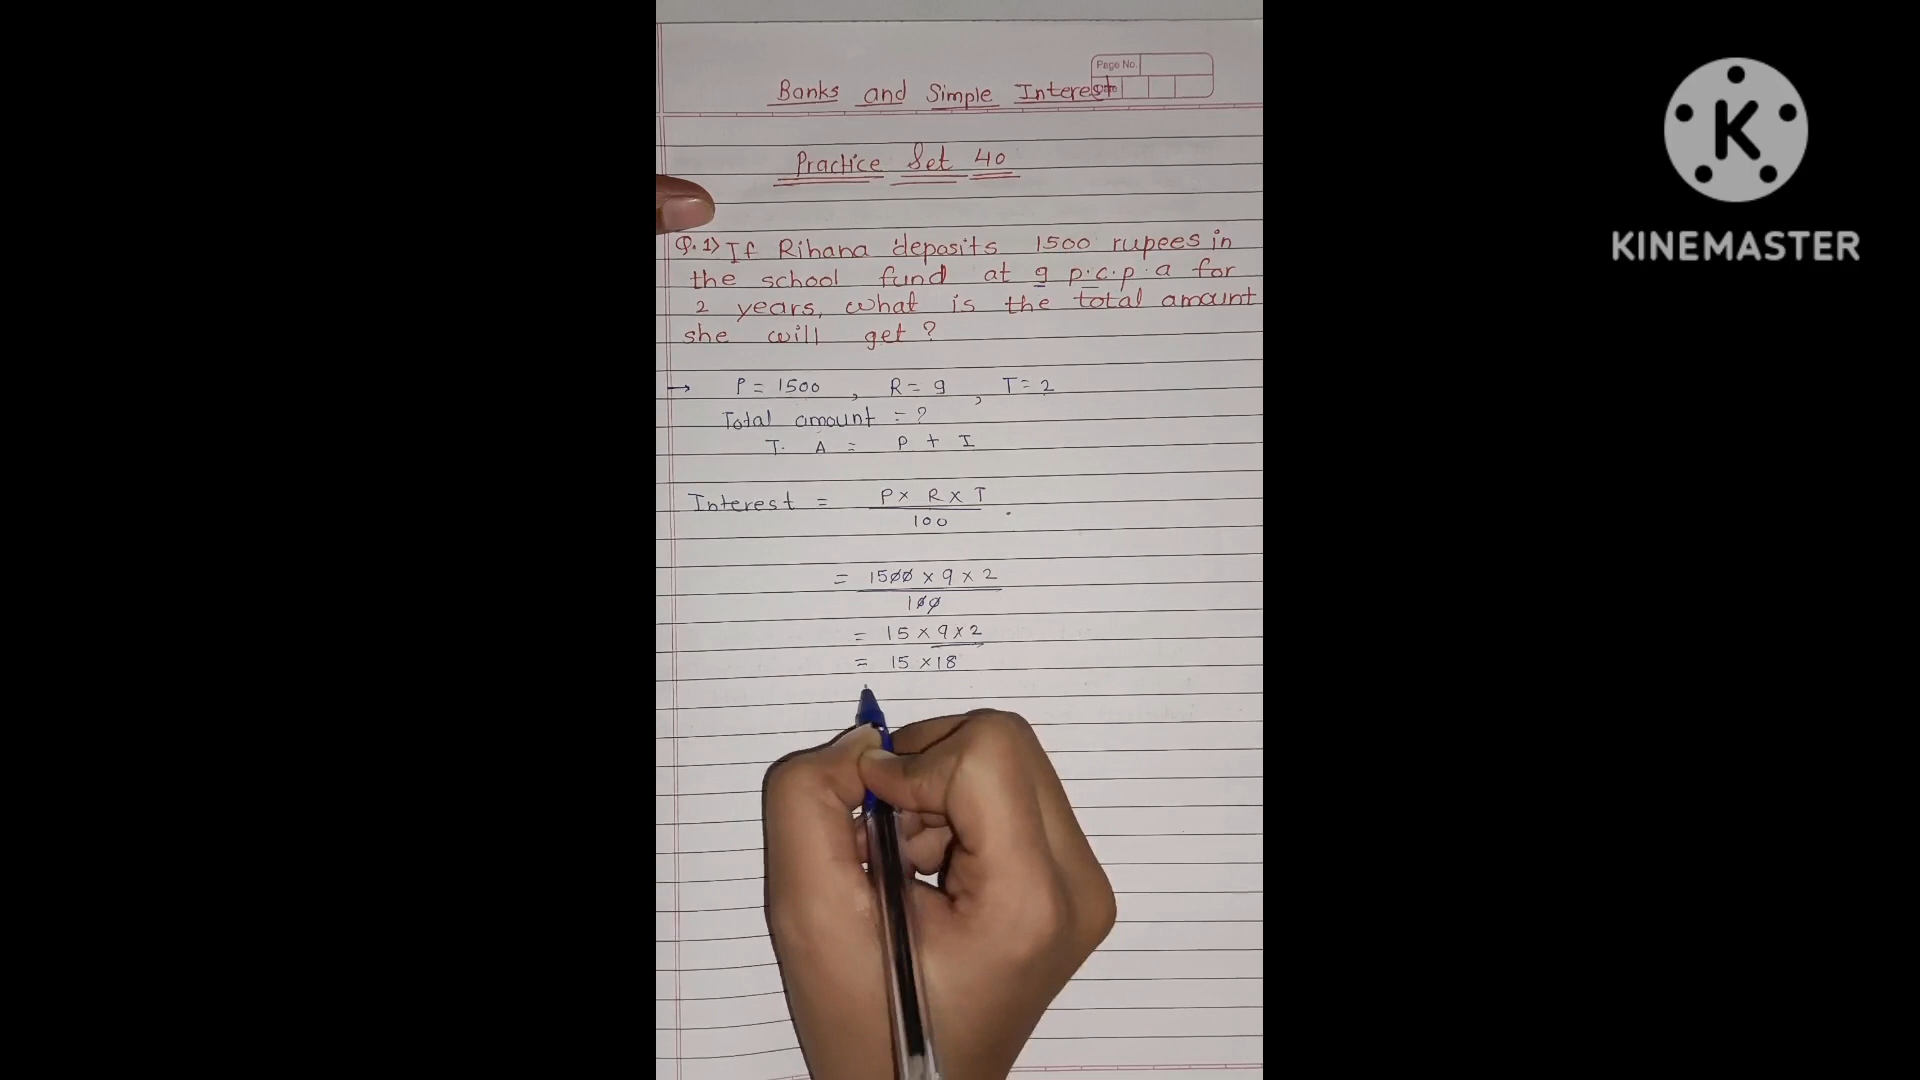 Page No.
Banks and Simple Interest
Practice Set 40
Q.1) If Rihana deposits 1500 rupees in
the school fund at 9 p.c.p.a for
2 years, what is the total amount
she will get?
→ P = 1500 , R = 9 , T = 2
Total amount = ?
T. A = P + I
Interest = P × R × T
100
= 1500 × 9 × 2
100
= 15 × 9 × 2
= 15 × 18
K
KINEMASTER